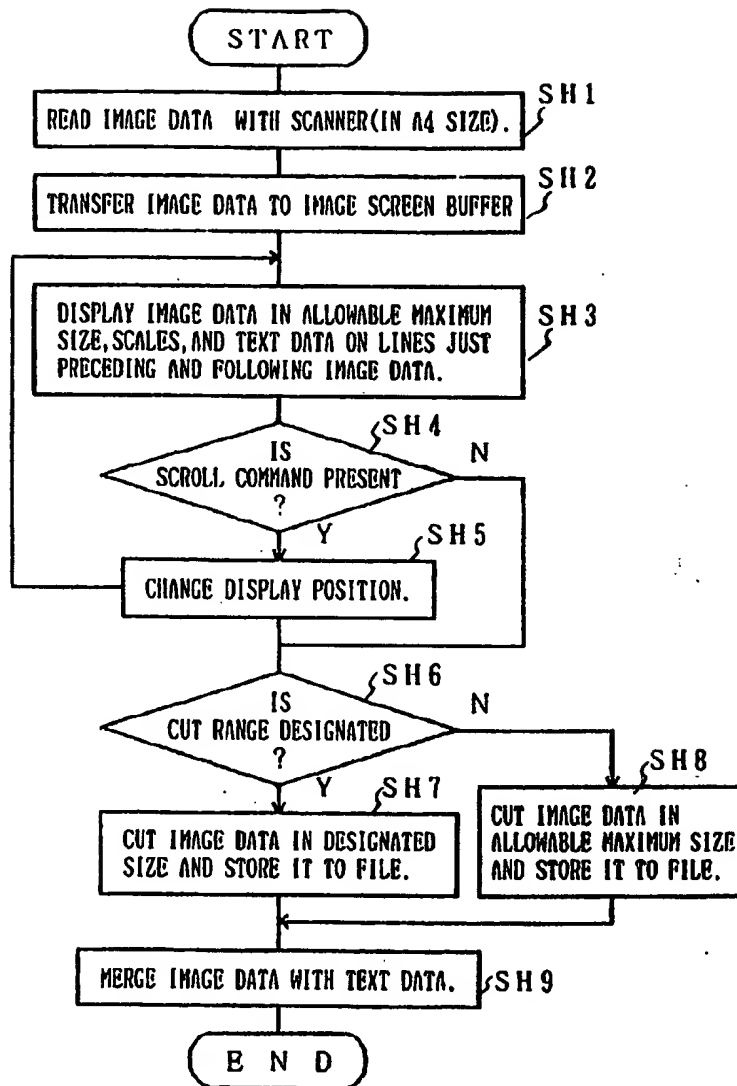 START
SH1
READ IMAGE DATA WITH SCANNER(IN A4 SIZE).
SH2
TRANSFER IMAGE DATA TO IMAGE SCREEN BUFFER
SH3
DISPLAY IMAGE DATA IN ALLOWABLE MAXIMUM
SIZE,SCALES,AND TEXT DATA ON LINES JUST
PRECEDING AND FOLLOWING IMAGE DATA.
SH4
IS
SCROLL COMMAND PRESENT
?
N
Y
SH5
CHANGE DISPLAY POSITION.
SH6
IS
CUT RANGE DESIGNATED
?
N
Y
SH7
CUT IMAGE DATA IN DESIGNATED
SIZE AND STORE IT TO FILE.
SH8
CUT IMAGE DATA IN
ALLOWABLE MAXIMUM SIZE
AND STORE IT TO FILE.
MERGE IMAGE DATA WITH TEXT DATA.
SH9
END